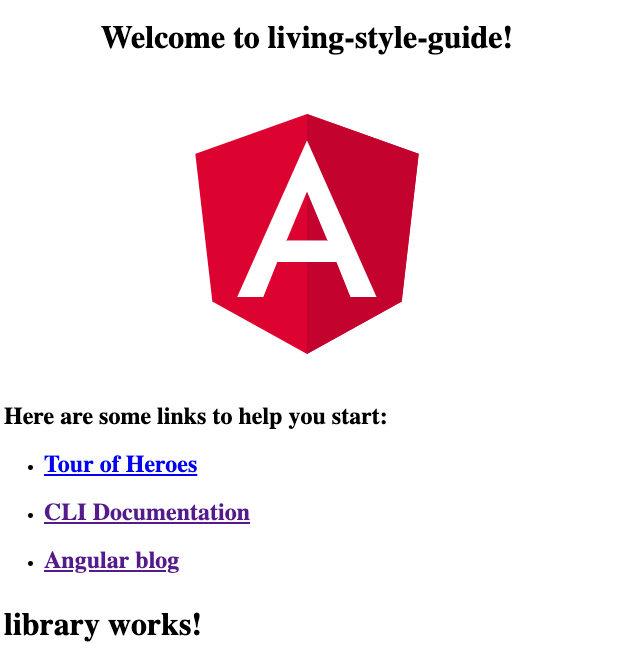 Welcome to living-style-guide!
A
Here are some links to help you start:
Tour of Heroes
CLI Documentation
Angular blog
library works!